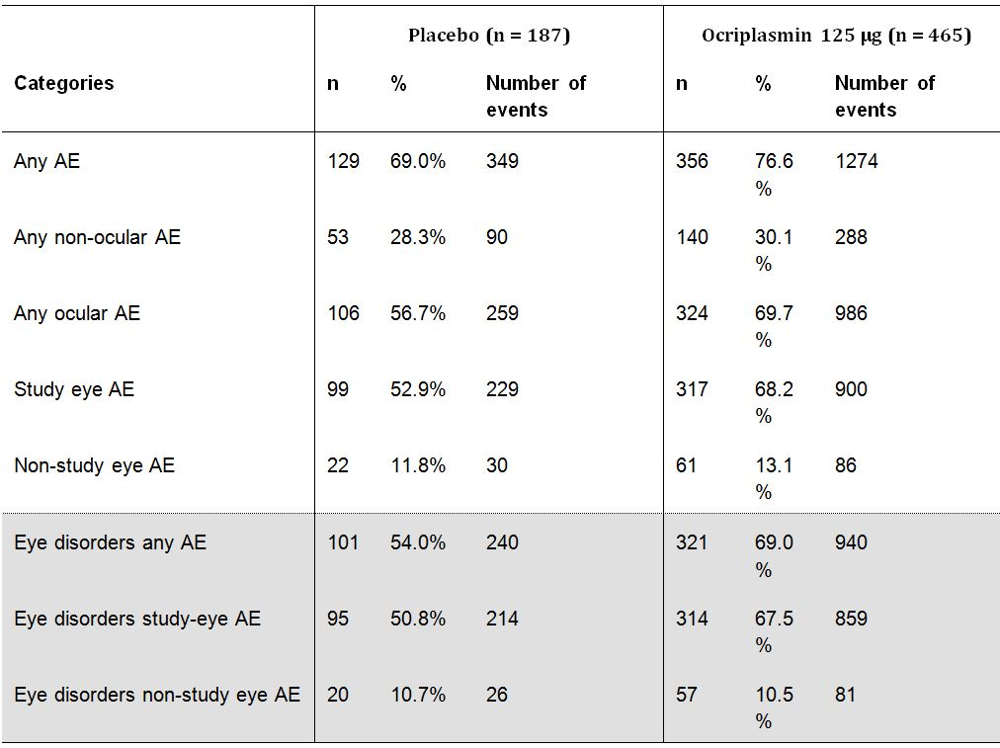 Placebo (n = 187) Ocriplasmin 125 µg (n = 465)
Categories n % Number of events n % Number of events
Any AE 129 69.0% 349 356 76.6 % 1274
Any non-ocular AE 53 28.3% 90 140 30.1 % 288
Any ocular AE 106 56.7% 259 324 69.7 % 986
Study eye AE 99 52.9% 229 317 68.2 % 900
Non-study eye AE 22 11.8% 30 61 13.1 % 86
Eye disorders any AE 101 54.0% 240 321 69.0 % 940
Eye disorders study-eye AE 95 50.8% 214 314 67.5 % 859
Eye disorders non-study eye AE 20 10.7% 26 57 10.5 % 81